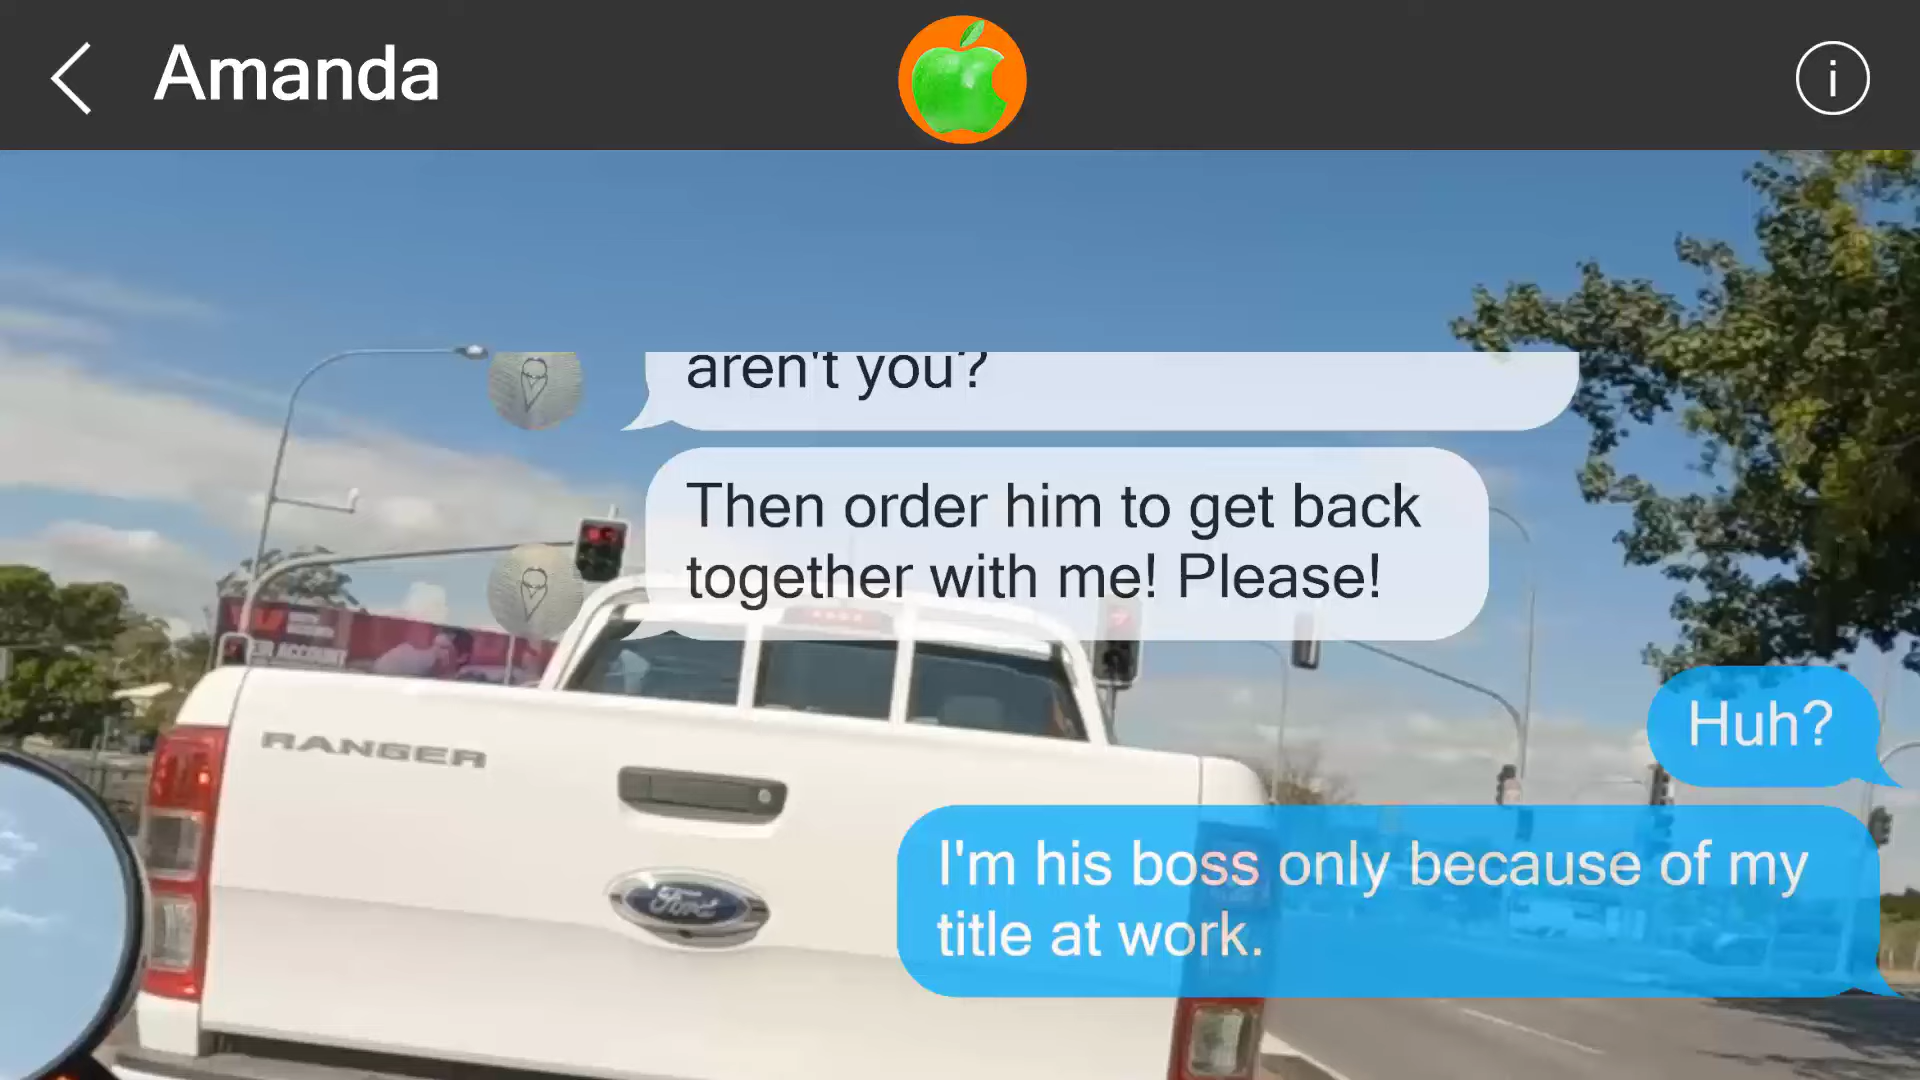 Amanda
i
aren't you?
Then order him to get back
together with me! Please!
Huh?
I'm his boss only because of my
title at work.
RANGER
Ford
ACCOUNT